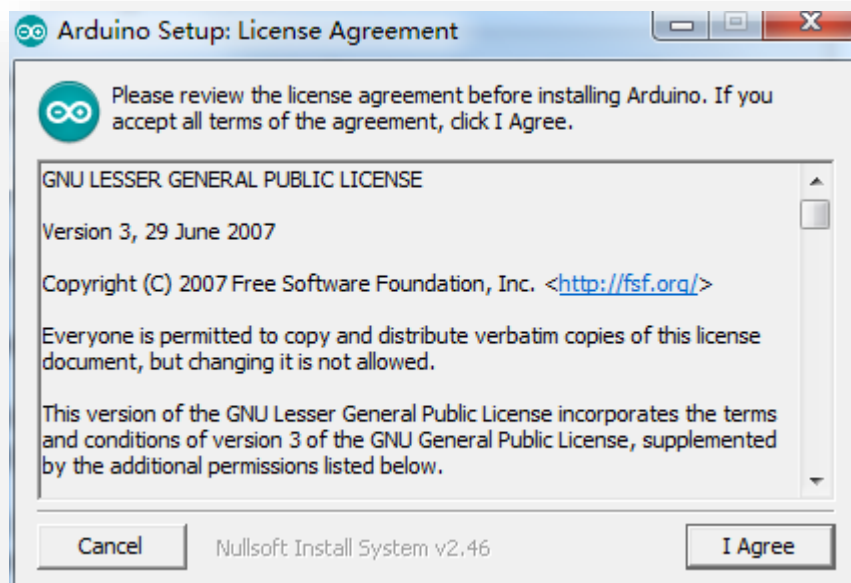 Arduino Setup: License Agreement
Please review the license agreement before installing Arduino. If you
accept all terms of the agreement, click I Agree.
GNU LESSER GENERAL PUBLIC LICENSE
Version 3, 29 June 2007
Copyright (C) 2007 Free Software Foundation, Inc. <http://fsf.org/>
Everyone is permitted to copy and distribute verbatim copies of this license
document, but changing it is not allowed.
This version of the GNU Lesser General Public License incorporates the terms
and conditions of version 3 of the GNU General Public License, supplemented
by the additional permissions listed below.
Cancel
Nullsoft Install System v2.46
I Agree